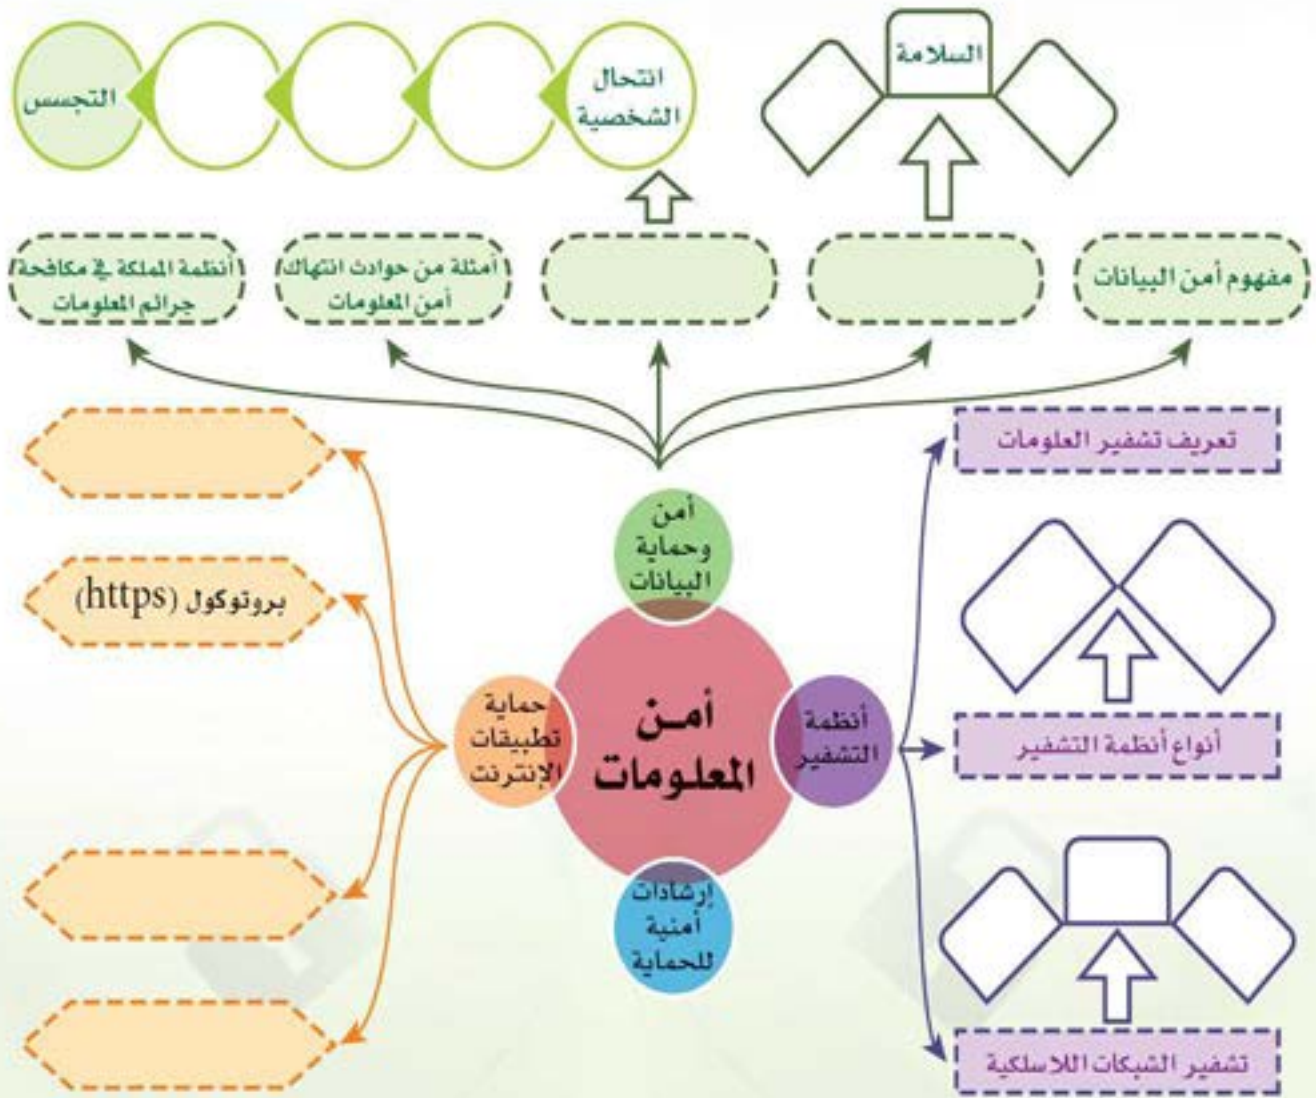 السلامة
انتحال
الشخصية
التجسس
مفهوم أمن البيانات
أمثلة من حوادث انتهاك
أمن المعلومات
أنظمة المملكة في مكافحة
جرائم المعلومات
أمن
وحماية
البيانات
أمـن
المعلومات
أنظمة
التشفير
تعريف تشفير العلومات
أنواع أنظمة التشفير
تشفير الشبكات اللاسلكية
حماية
تطبيقات
الإنترنت
بروتوكول (https)
إرشادات
أمنية
للحماية